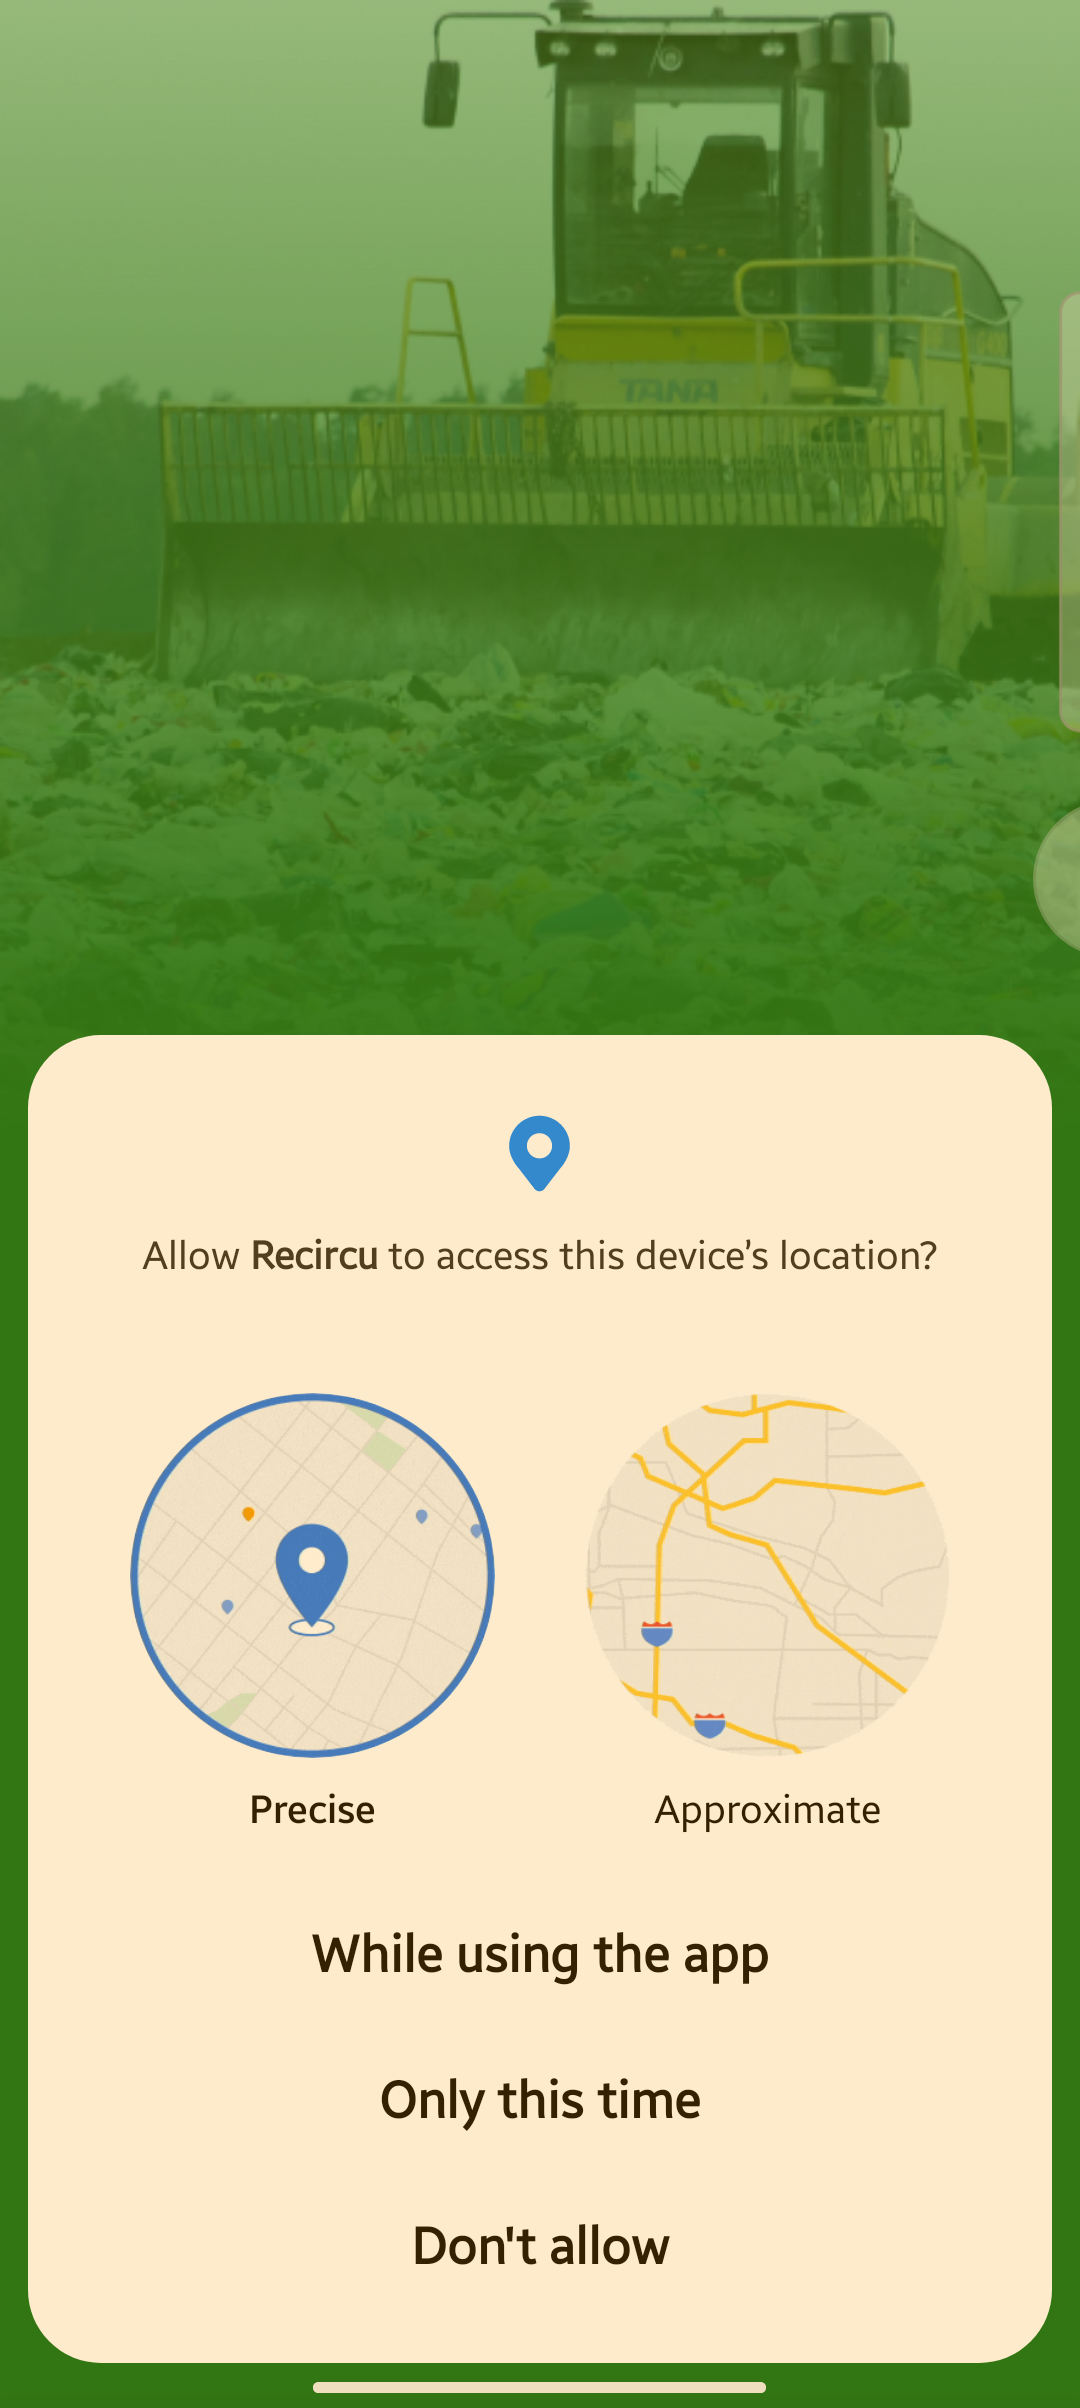 TANA
Allow Recircu to access this device’s location?
Precise
Approximate
While using the app
Only this time
Don't allow